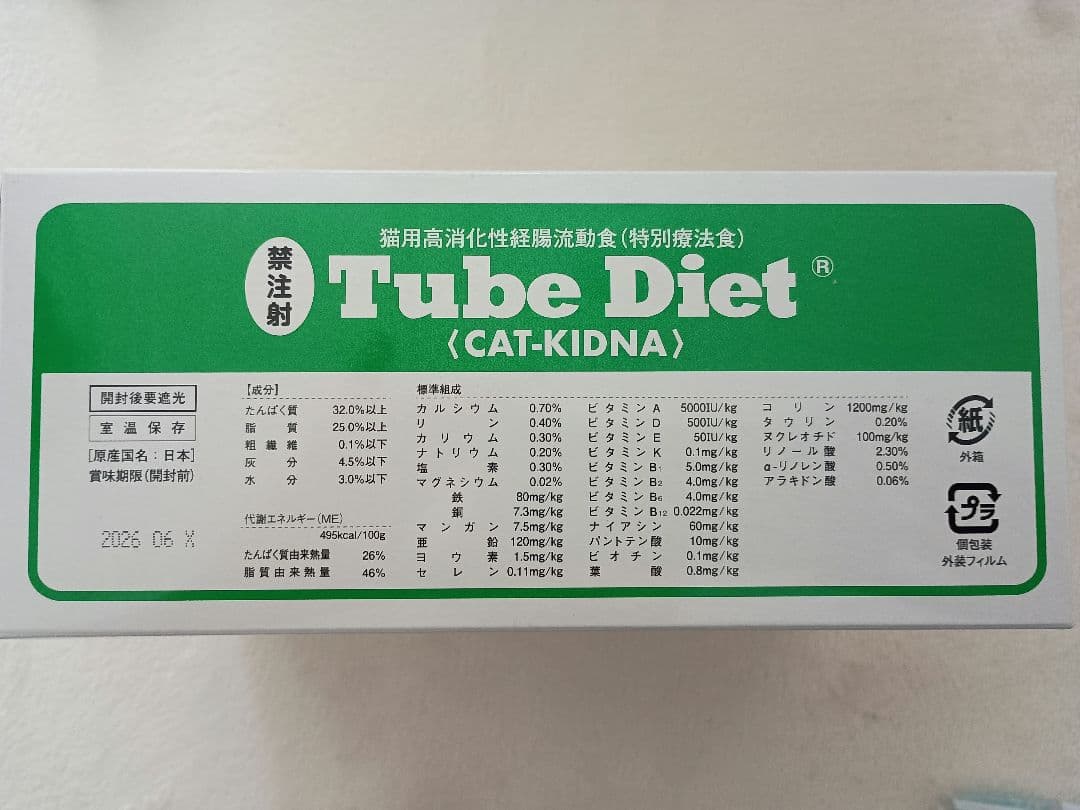 猫用高消化性経腸流動食(特別療法食)
禁注射
Tube Diet®
〈CAT-KIDNA〉
開封後要遮光
室温保存
[原産国名：日本]
賞味期限(開封前)
2026 06 X
【成分】
たんぱく質 32.0%以上
脂質 25.0%以上
粗繊維 0.1%以下
灰分 4.5%以下
水分 3.0%以下
代謝エネルギー(ME)
495kcal/100g
たんぱく質由来熱量 26%
脂質由来熱量 46%
標準組成
カルシウム 0.70%
リン 0.40%
カリウム 0.30%
ナトリウム 0.20%
塩素 0.30%
マグネシウム 0.02%
鉄 80mg/kg
銅 7.3mg/kg
マンガン 7.5mg/kg
亜鉛 120mg/kg
ヨウ素 1.5mg/kg
セレン 0.11mg/kg
ビタミンA 5000IU/kg
ビタミンD 500IU/kg
ビタミンE 50IU/kg
ビタミンK 0.1mg/kg
ビタミンB1 5.0mg/kg
ビタミンB2 4.0mg/kg
ビタミンB6 4.0mg/kg
ビタミンB12 0.022mg/kg
ナイアシン 60mg/kg
パントテン酸 10mg/kg
ビオチン 0.1mg/kg
葉酸 0.8mg/kg
コリン 1200mg/kg
タウリン 0.20%
ヌクレオチド 100mg/kg
リノール酸 2.30%
α-リノレン酸 0.50%
アラキドン酸 0.06%
紙
外箱
プラ
個包装
外装フィルム